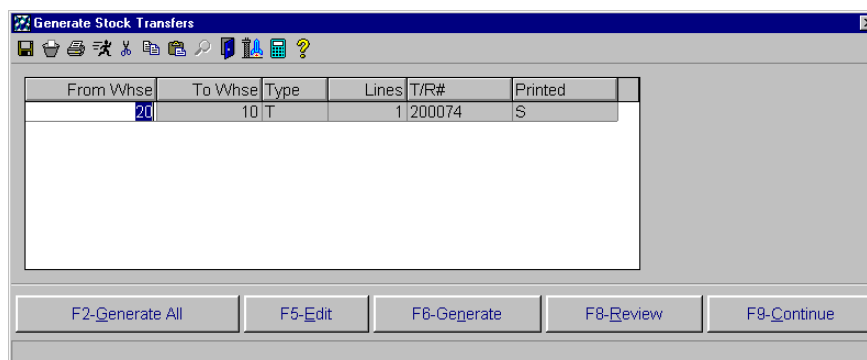 Generate Stock Transfers
From Whse To Whse Type Lines T/R# Printed
20 10 T 1 200074 S
F2-Generate All F5-Edit F6-Generate F8-Review F9-Continue